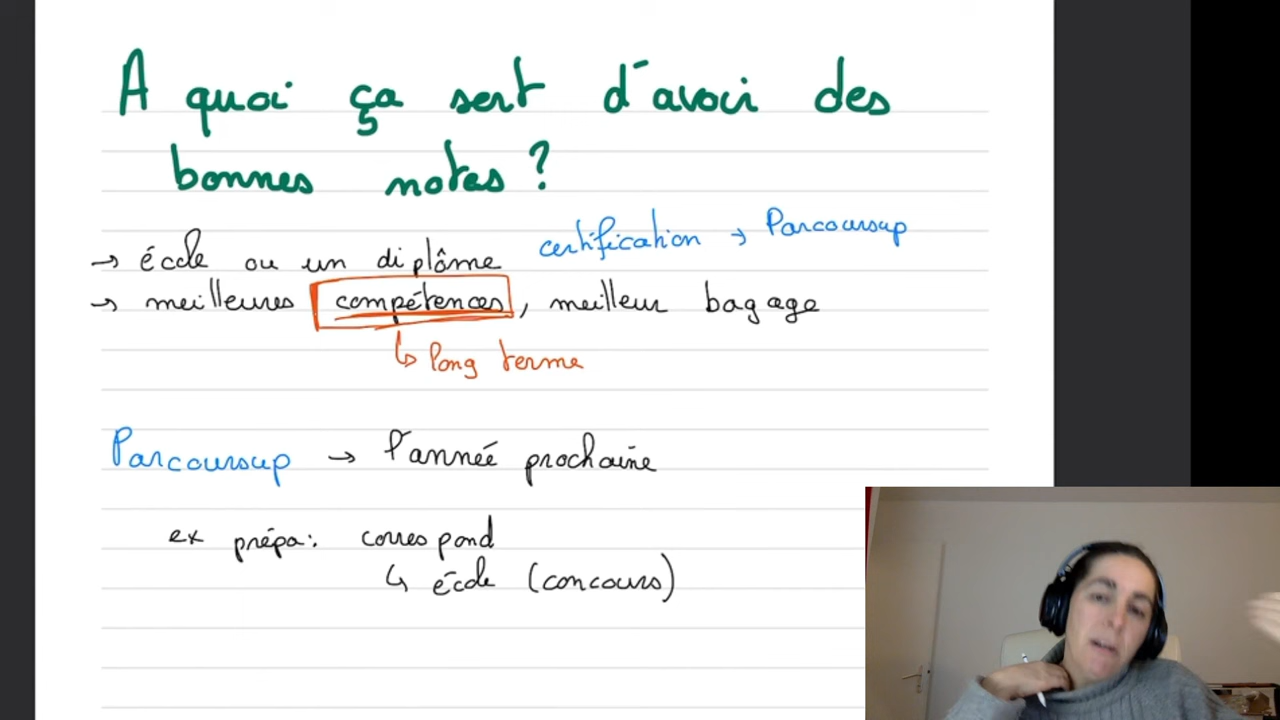 A quoi ça sert d'avoir des
bonnes notes ?
→ école ou un diplôme certification → Parcoursup
→ meilleures compétences, meilleur bagage
↳ long terme
Parcoursup → l'année prochaine
ex prépa : correspond
↳ école (concours)